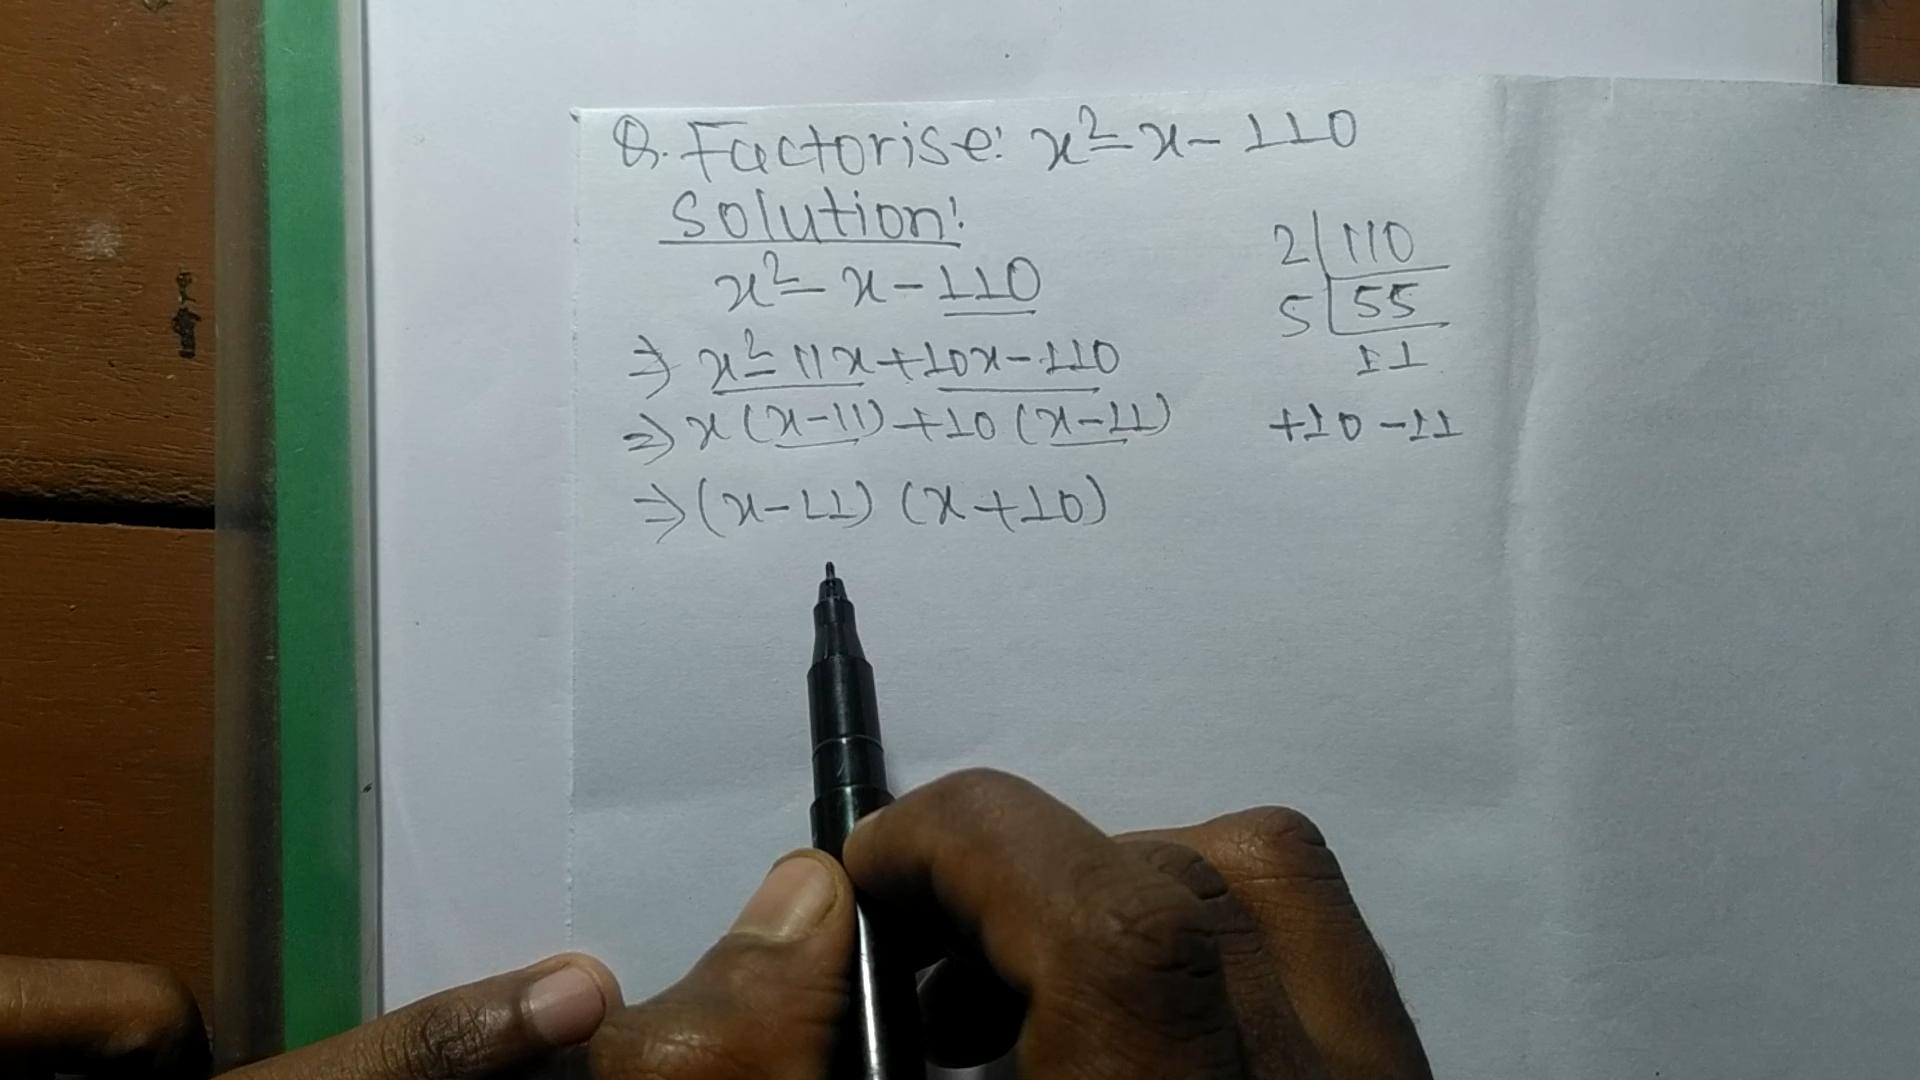 Q. Factorise: x² - x - 110
Solution:
x² - x - 110
⇒ x² - 11x + 10x - 110
⇒ x (x - 11) + 10 (x - 11)
⇒ (x - 11) (x + 10)
2 | 110
5 | 55
11
+10 -11